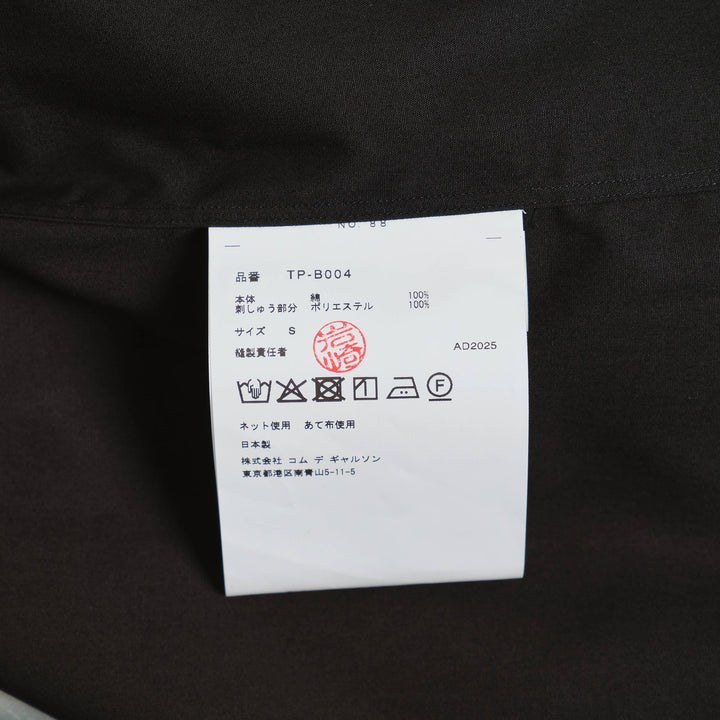 NO. 88
品番 TP-B004
本体 綿 100%
刺しゅう部分 ポリエステル 100%
サイズ S
縫製責任者 岩崎 AD2025
ネット使用 あて布使用
日本製
株式会社 コム デ ギャルソン
東京都港区南青山5-11-5